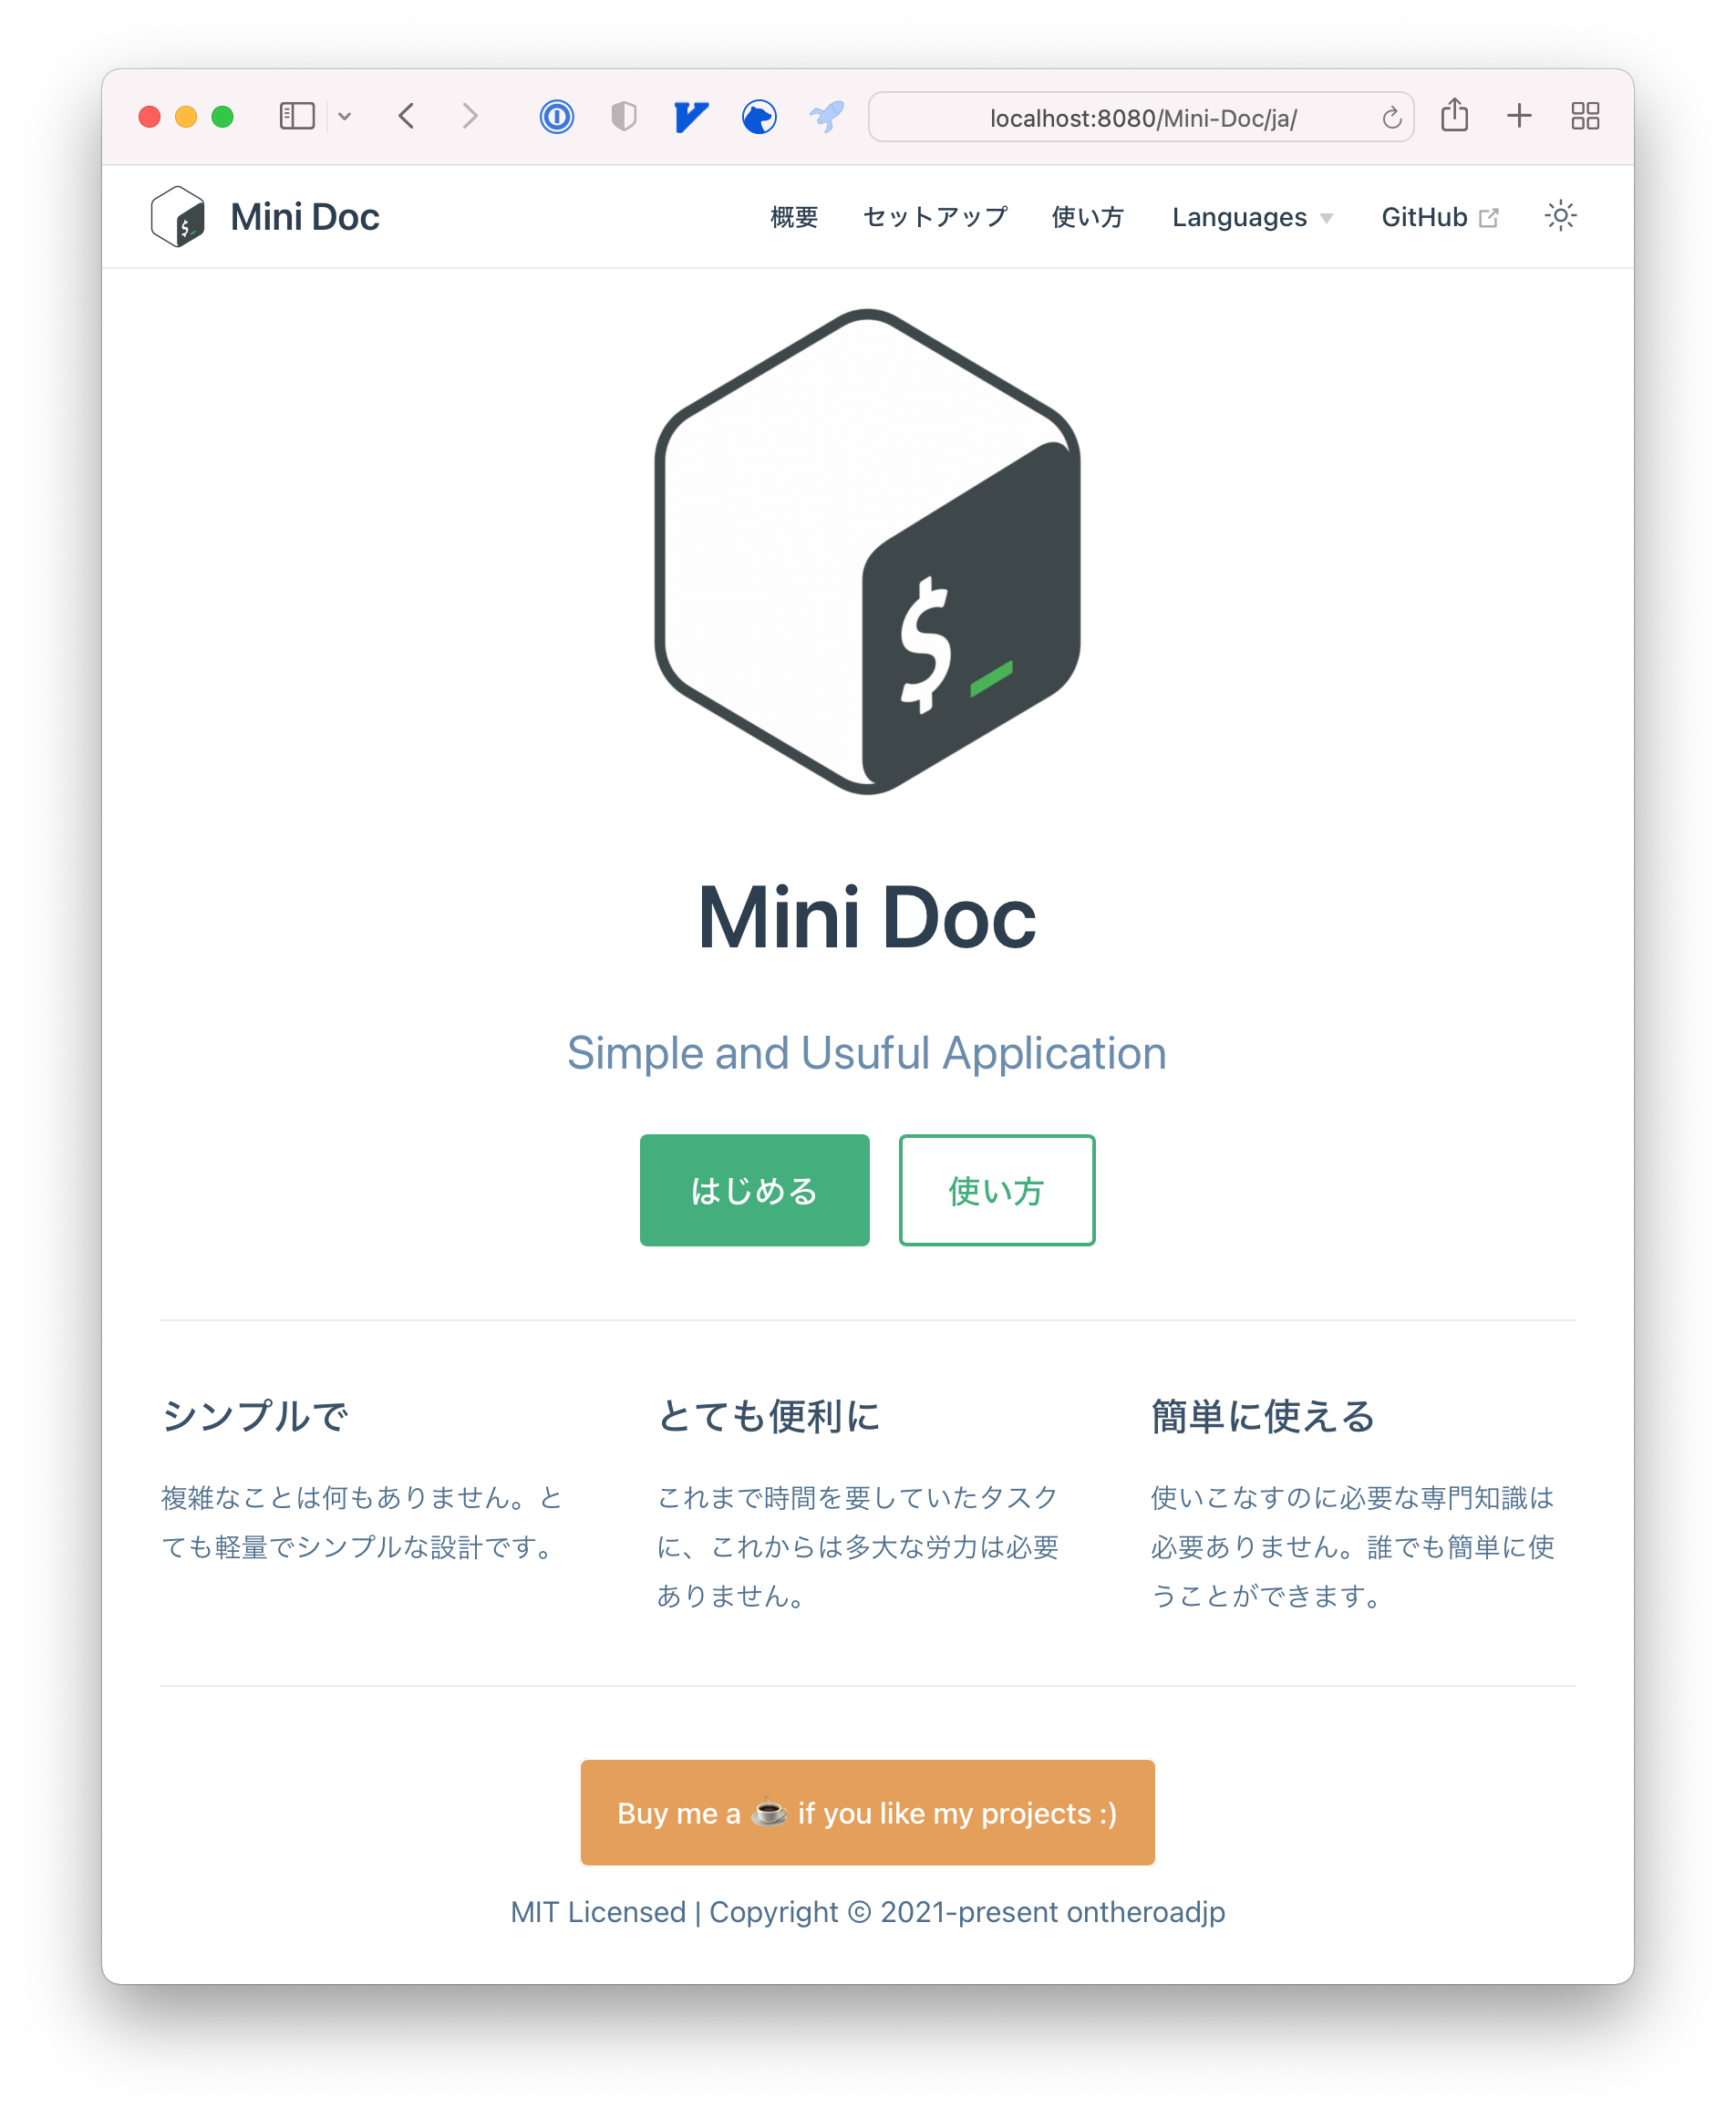 localhost:8080/Mini-Doc/ja/
Mini Doc
概要 セットアップ 使い方 Languages GitHub
$_
Mini Doc
Simple and Usuful Application
はじめる 使い方
シンプルで
複雑なことは何もありません。と
ても軽量でシンプルな設計です。
とても便利に
これまで時間を要していたタスク
に、これからは多大な労力は必要
ありません。
簡単に使える
使いこなすのに必要な専門知識は
必要ありません。誰でも簡単に使
うことができます。
Buy me a ☕ if you like my projects :)
MIT Licensed | Copyright © 2021-present ontheroadjp